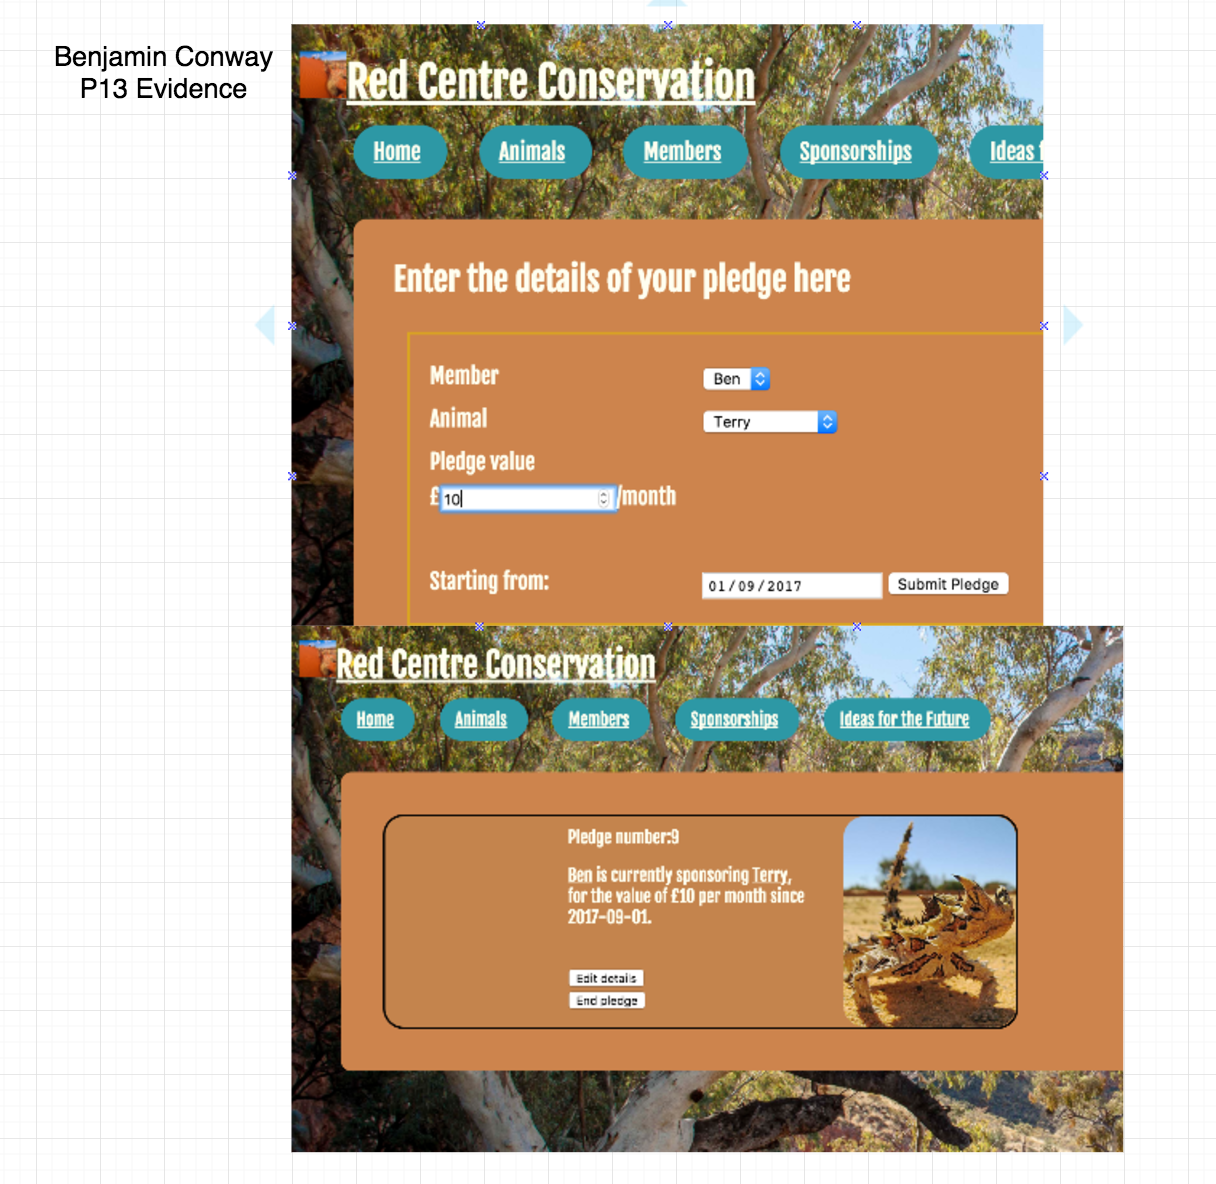 Benjamin Conway
P13 Evidence
Red Centre Conservation
Home Animals Members Sponsorships Ideas f
Enter the details of your pledge here
Member Ben
Animal Terry
Pledge value
£10/month
Starting from: 01/09/2017 Submit Pledge
Red Centre Conservation
Home Animals Members Sponsorships Ideas for the Future
Pledge number:9
Ben is currently sponsoring Terry,
for the value of £10 per month since
2017-09-01.
Edit details
End pledge